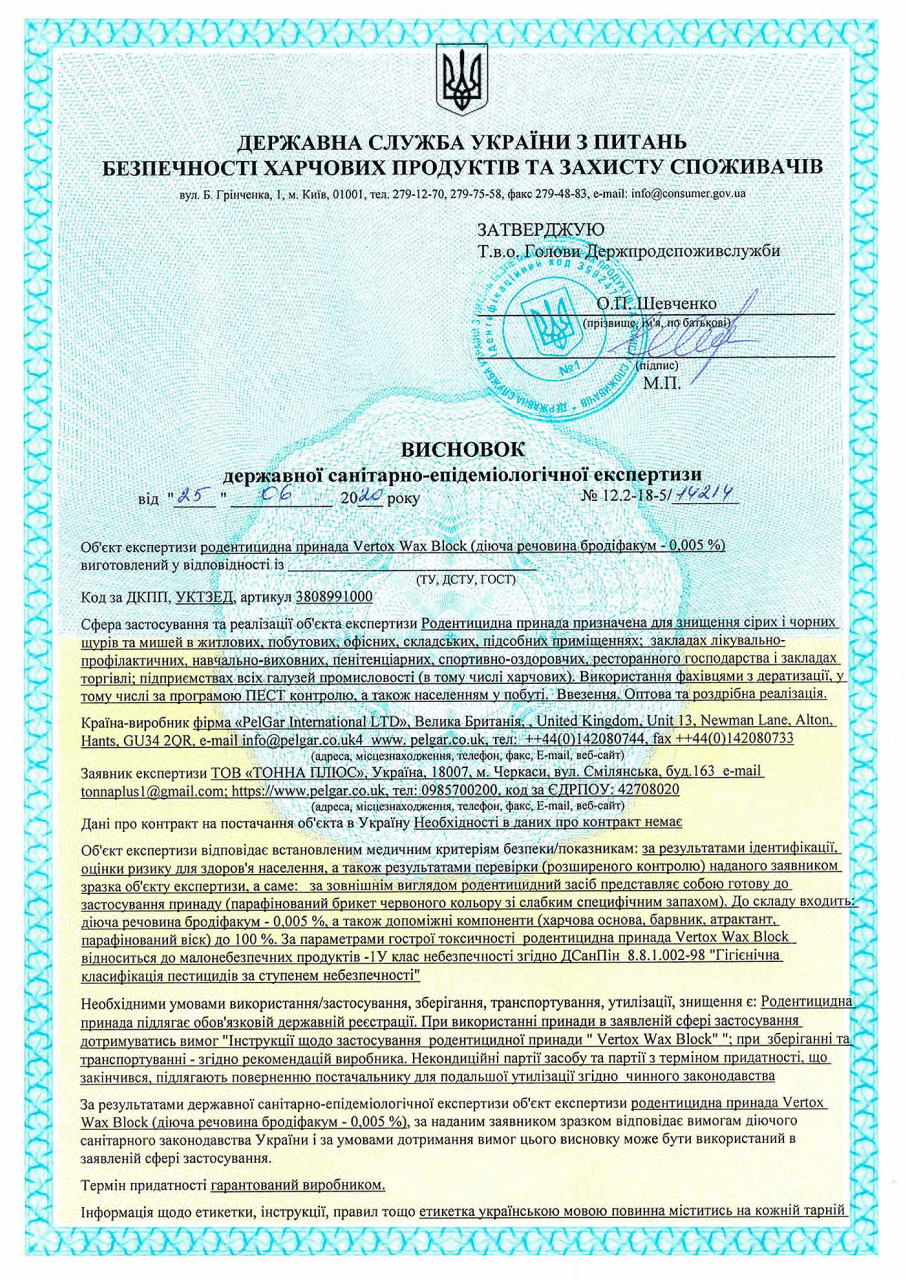 ДЕРЖАВНА СЛУЖБА УКРАЇНИ З ПИТАНЬ
БЕЗПЕЧНОСТІ ХАРЧОВИХ ПРОДУКТІВ ТА ЗАХИСТУ СПОЖИВАЧІВ
вул. Б. Грінченка, 1, м. Київ, 01001, тел. 279-12-70, 279-75-58, факс 279-48-83, e-mail: info@consumer.gov.ua
ЗАТВЕРДЖУЮ
Т.в.о. Голови Держпродспоживслужби
О.П. Шевченко
(прізвище, ім'я, по батькові)
(підпис)
М.П.
№1
ВИСНОВОК
державної санітарно-епідеміологічної експертизи
від "25" 06 2020 року № 12.2-18-5/14214
Об'єкт експертизи родентицидна принада Vertox Wax Block (діюча речовина бродіфакум - 0,005 %)
виготовлений у відповідності із
(ТУ, ДСТУ, ГОСТ)
Код за ДКПП, УКТЗЕД, артикул 3808991000
Сфера застосування та реалізації об'єкта експертизи Родентицидна принада призначена для знищення сірих і чорних
щурів та мишей в житлових, побутових, офісних, складських, підсобних приміщеннях; закладах лікувально-
профілактичних, навчально-виховних, пенітенціарних, спортивно-оздоровчих, ресторанного господарства і закладах
торгівлі; підприємствах всіх галузей промисловості (в тому числі харчових). Використання фахівцями з дератизації, у
тому числі за програмою ПЕСТ контролю, а також населенням у побуті. Ввезення. Оптова та роздрібна реалізація.
Країна-виробник фірма «PelGar International LTD», Велика Британія, , United Kingdom, Unit 13, Newman Lane, Alton,
Hants, GU34 2QR, e-mail info@pelgar.co.uk4 www. pelgar.co.uk, тел: ++44(0)142080744, fax ++44(0)142080733
(адреса, місцезнаходження, телефон, факс, E-mail, веб-сайт)
Заявник експертизи ТОВ «ТОННА ПЛЮС», Україна, 18007, м. Черкаси, вул. Смілянська, буд.163 e-mail
tonnaplus1@gmail.com; https://www.pelgar.co.uk, тел: 0985700200, код за ЄДРПОУ: 42708020
(адреса, місцезнаходження, телефон, факс, E-mail, веб-сайт)
Дані про контракт на постачання об'єкта в Україну Необхідності в даних про контракт немає
Об'єкт експертизи відповідає встановленим медичним критеріям безпеки/показникам: за результатами ідентифікації,
оцінки ризику для здоров'я населення, а також результатами перевірки (розширеного контролю) наданого заявником
зразка об'єкту експертизи, а саме: за зовнішнім виглядом родентицидний засіб представляє собою готову до
застосування принаду (парафінований брикет червоного кольору зі слабким специфічним запахом). До складу входить:
діюча речовина бродіфакум - 0,005 %, а також допоміжні компоненти (харчова основа, барвник, атрактант,
парафінований віск) до 100 %. За параметрами гострої токсичності родентицидна принада Vertox Wax Block
відноситься до малонебезпечних продуктів -1У клас небезпечності згідно ДСанПін 8.8.1.002-98 "Гігієнічна
класифікація пестицидів за ступенем небезпечності"
Необхідними умовами використання/застосування, зберігання, транспортування, утилізації, знищення є: Родентицидна
принада підлягає обов'язковій державній реєстрації. При використанні принади в заявленій сфері застосування
дотримуватись вимог "Інструкції щодо застосування родентицидної принади " Vertox Wax Block" "; при зберіганні та
транспортуванні - згідно рекомендацій виробника. Некондиційні партії засобу та партії з терміном придатності, що
закінчився, підлягають поверненню постачальнику для подальшої утилізації згідно чинного законодавства
За результатами державної санітарно-епідеміологічної експертизи об'єкт експертизи родентицидна принада Vertox
Wax Block (діюча речовина бродіфакум - 0,005 %), за наданим заявником зразком відповідає вимогам діючого
санітарного законодавства України і за умовами дотримання вимог цього висновку може бути використаний в
заявленій сфері застосування.
Термін придатності гарантований виробником.
Інформація щодо етикетки, інструкції, правил тощо етикетка українською мовою повинна міститись на кожній тарній